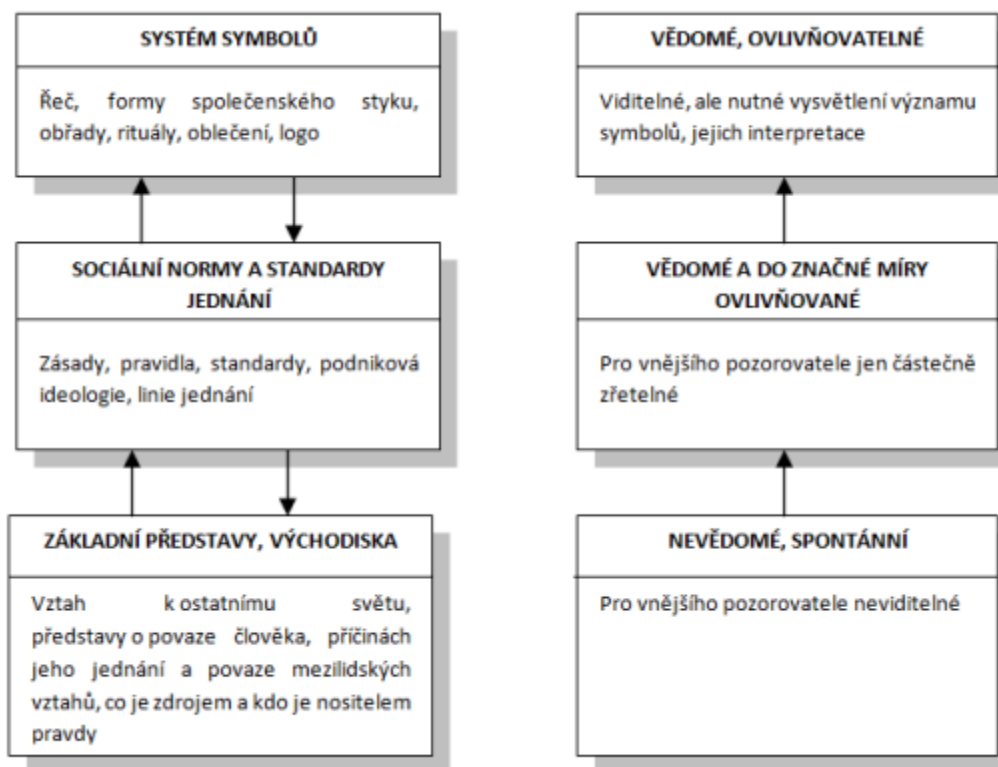 SYSTÉM SYMBOLŮ
Řeč, formy společenského styku,
obřady, rituály, oblečení, logo
VĚDOMÉ, OVLIVŇOVATELNÉ
Viditelné, ale nutné vysvětlení významu
symbolů, jejich interpretace
SOCIÁLNÍ NORMY A STANDARDY
JEDNÁNÍ
Zásady, pravidla, standardy, podniková
ideologie, linie jednání
VĚDOMÉ A DO ZNAČNÉ MÍRY
OVLIVŇOVANÉ
Pro vnějšího pozorovatele jen částečně
zřetelné
ZÁKLADNÍ PŘEDSTAVY, VÝCHODISKA
Vztah k ostatnímu světu,
představy o povaze člověka, příčinách
jeho jednání a povaze mezilidských
vztahů, co je zdrojem a kdo je nositelem
pravdy
NEVĚDOMÉ, SPONTÁNNÍ
Pro vnějšího pozorovatele neviditelné